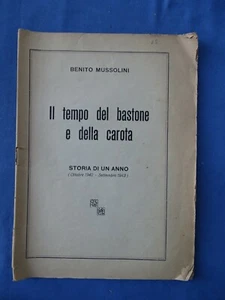 BENITO MUSSOLINI
Il tempo del bastone
e della carota
STORIA DI UN ANNO